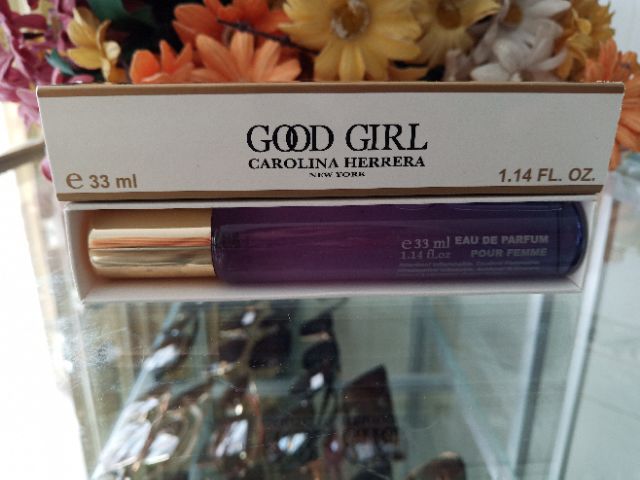 GOOD GIRL
CAROLINA HERRERA
NEW YORK
e 33 ml
1.14 FL. OZ.
e33 ml EAU DE PARFUM
1.14 fl.oz POUR FEMME